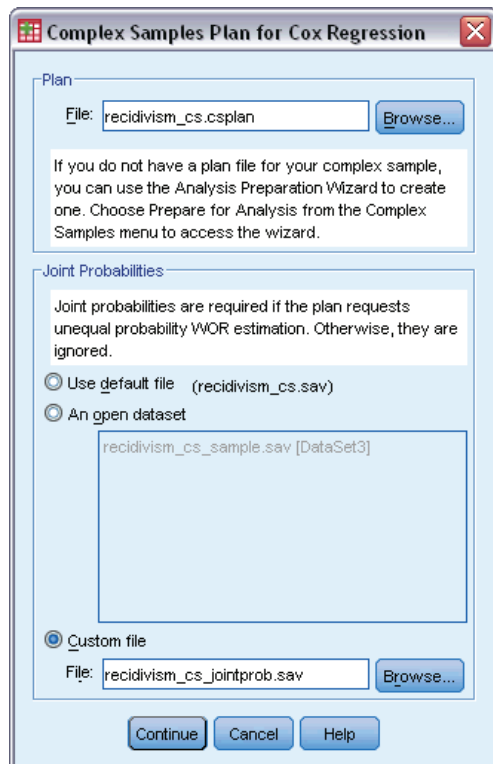 Complex Samples Plan for Cox Regression
Plan
File: recidivism_cs.csplan Browse...
If you do not have a plan file for your complex sample,
you can use the Analysis Preparation Wizard to create
one. Choose Prepare for Analysis from the Complex
Samples menu to access the wizard.
Joint Probabilities
Joint probabilities are required if the plan requests
unequal probability WOR estimation. Otherwise, they are
ignored.
Use default file (recidivism_cs.sav)
An open dataset
recidivism_cs_sample.sav [DataSet3]
Custom file
File: recidivism_cs_jointprob.sav Browse...
Continue Cancel Help